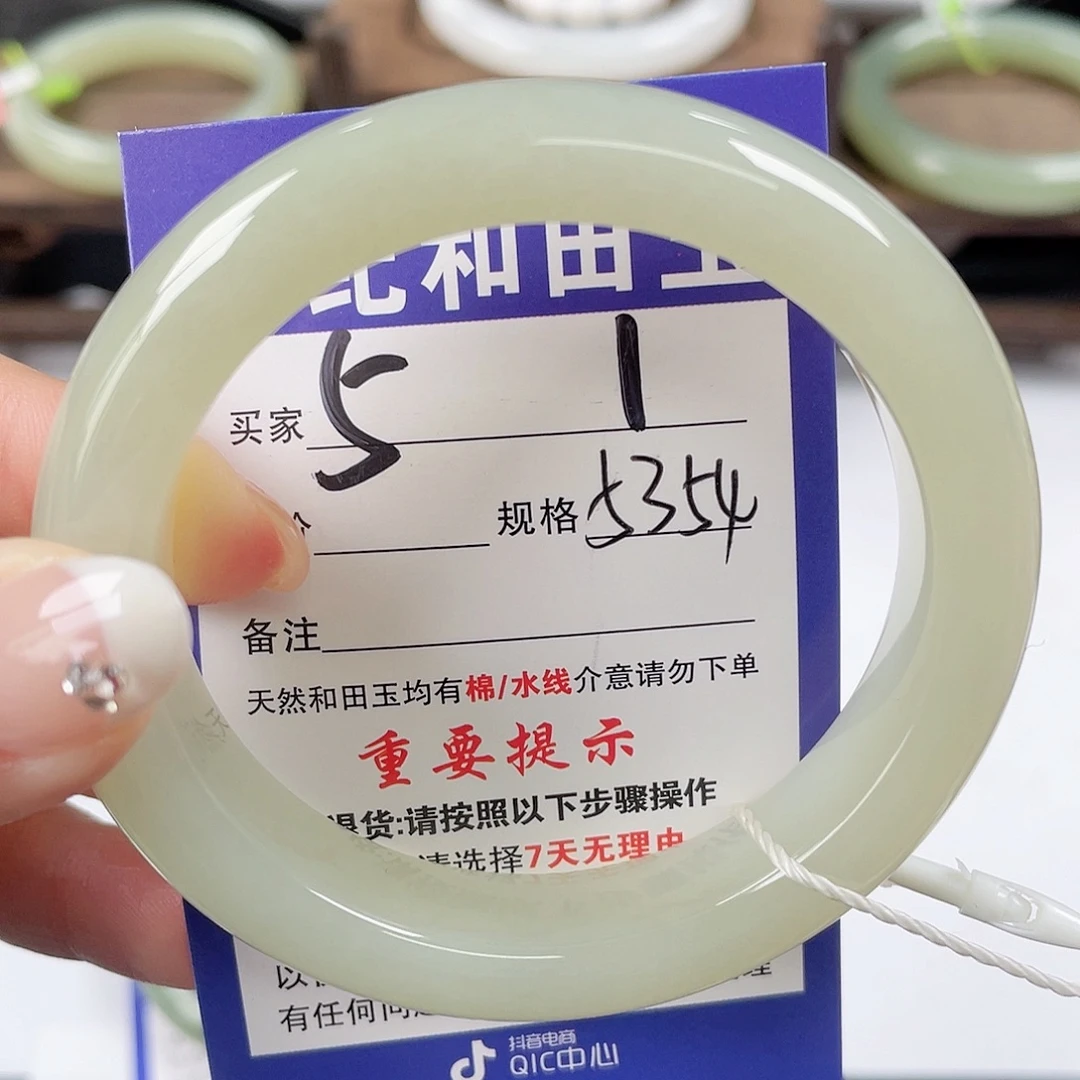 和田玉
买家 5 1
规格 5354
备注
天然和田玉均有棉/水线介意请勿下单
重要提示
退货:请按照以下步骤操作
请选择7天无理由
以
有任何问
抖音电商
QIC中心